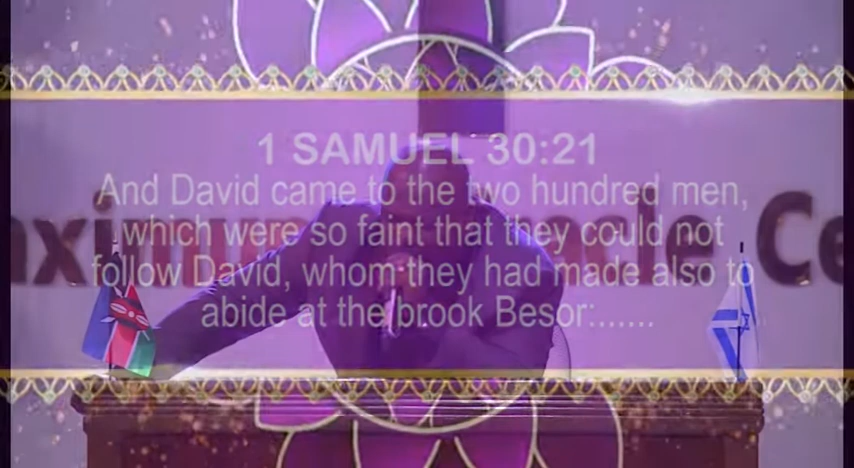 1 SAMUEL 30:21
And David came to the two hundred men,
which were so faint that they could not
follow David, whom they had made also to
abide at the brook Besor:.......